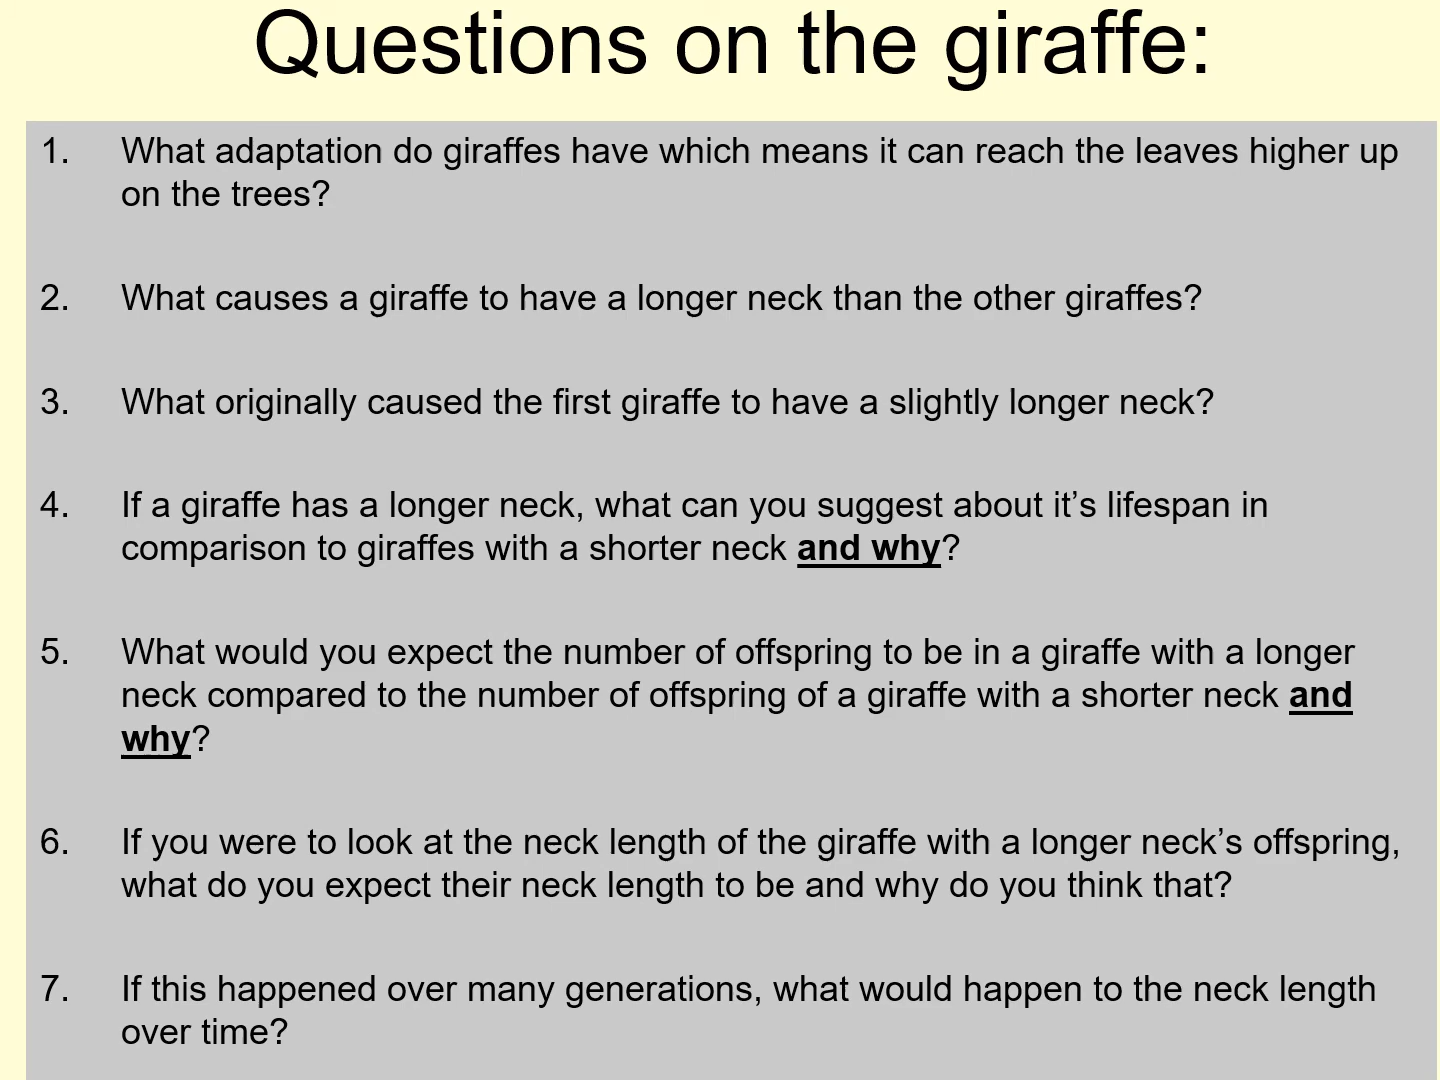 Questions on the giraffe:
1. What adaptation do giraffes have which means it can reach the leaves higher up
on the trees?
2. What causes a giraffe to have a longer neck than the other giraffes?
3. What originally caused the first giraffe to have a slightly longer neck?
4. If a giraffe has a longer neck, what can you suggest about it’s lifespan in
comparison to giraffes with a shorter neck and why?
5. What would you expect the number of offspring to be in a giraffe with a longer
neck compared to the number of offspring of a giraffe with a shorter neck and
why?
6. If you were to look at the neck length of the giraffe with a longer neck’s offspring,
what do you expect their neck length to be and why do you think that?
7. If this happened over many generations, what would happen to the neck length
over time?